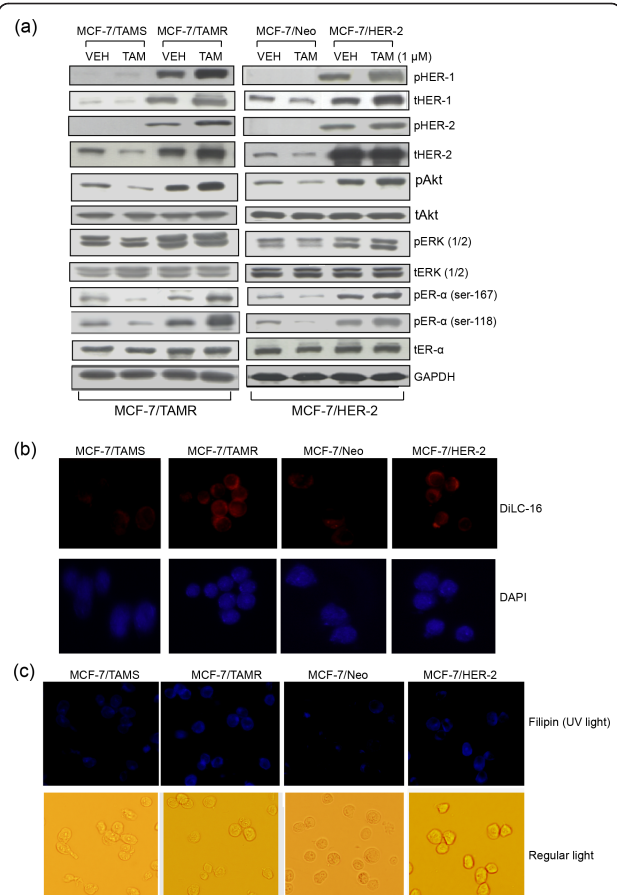 (a)
MCF-7/TAMS MCF-7/TAMR MCF-7/Neo MCF-7/HER-2
VEH TAM VEH TAM VEH TAM VEH TAM (1 μM)
pHER-1
tHER-1
pHER-2
tHER-2
pAkt
tAkt
pERK (1/2)
tERK (1/2)
pER-α (ser-167)
pER-α (ser-118)
tER-α
GAPDH
MCF-7/TAMR MCF-7/HER-2
(b)
MCF-7/TAMS MCF-7/TAMR MCF-7/Neo MCF-7/HER-2
DiLC-16
DAPI
(c)
MCF-7/TAMS MCF-7/TAMR MCF-7/Neo MCF-7/HER-2
Filipin (UV light)
Regular light